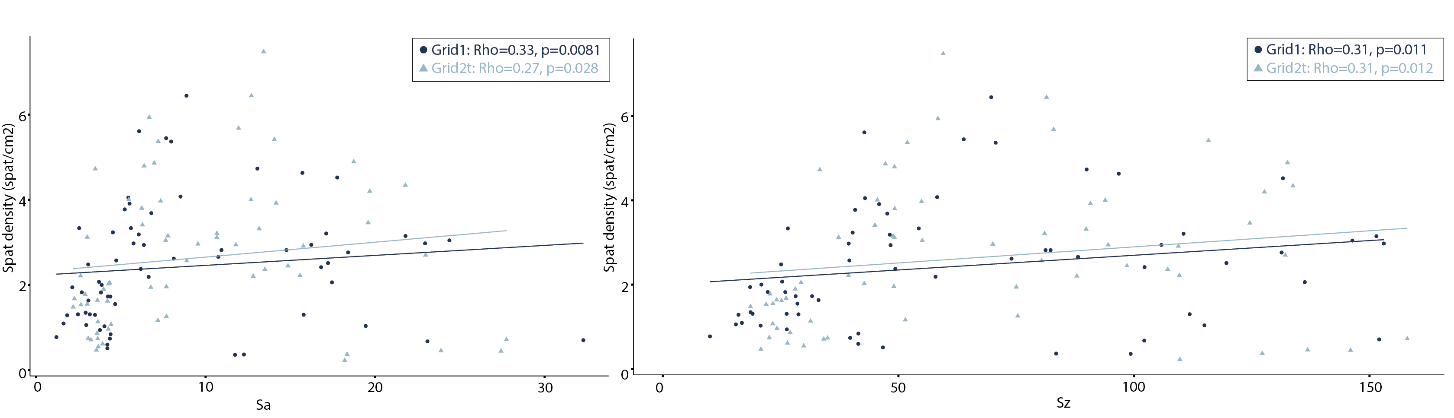 Grid1: Rho=0.33, p=0.0081
Grid2t: Rho=0.27, p=0.028
Spat density (spat/cm2)
6
4
2
0
0 10 20 30
Sa
Grid1: Rho=0.31, p=0.011
Grid2t: Rho=0.31, p=0.012
Spat density (spat/cm2)
6
4
2
0
0 50 100 150
Sz